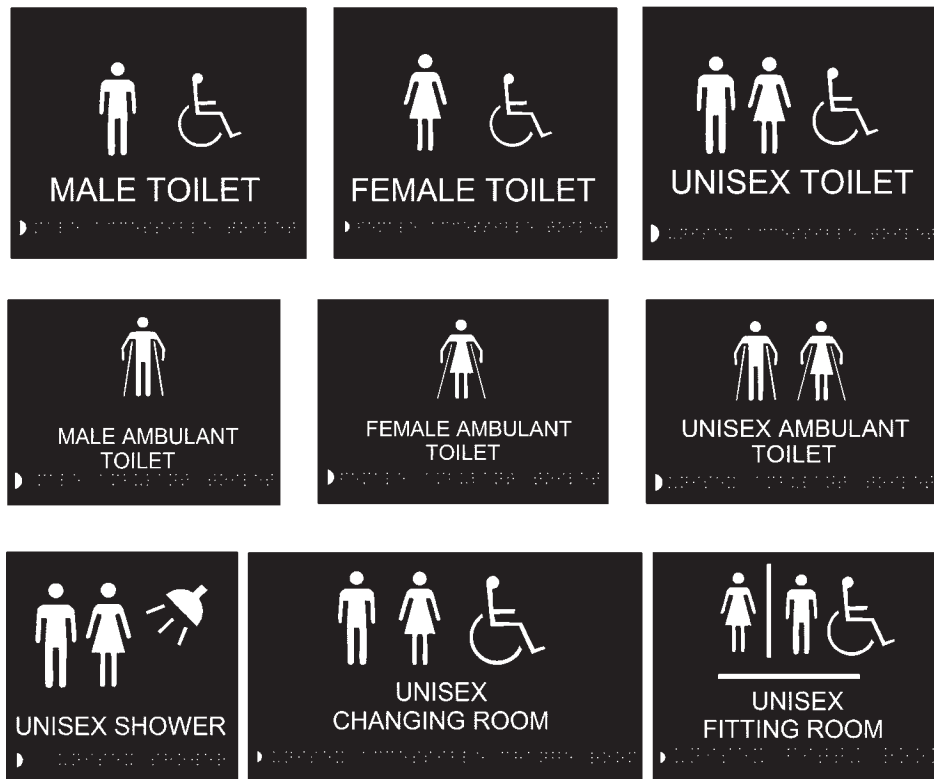 MALE TOILET
FEMALE TOILET
UNISEX TOILET
MALE AMBULANT
TOILET
FEMALE AMBULANT
TOILET
UNISEX AMBULANT
TOILET
UNISEX SHOWER
UNISEX
CHANGING ROOM
UNISEX
FITTING ROOM